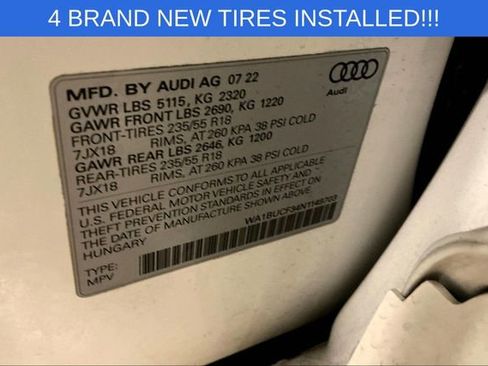 4 BRAND NEW TIRES INSTALLED!!!
MFD. BY AUDI AG 07 22
GVWR LBS 5115, KG 2320
GAWR FRONT LBS 2690, KG 1220
FRONT-TIRES 235/55 R18
7JX18 RIMS, AT 260 KPA 38 PSI COLD
GAWR REAR LBS 2646, KG 1200
REAR-TIRES 235/55 R18
7JX18 RIMS, AT 260 KPA 38 PSI COLD
THIS VEHICLE CONFORMS TO ALL APPLICABLE
U.S. FEDERAL MOTOR VEHICLE SAFETY AND
THEFT PREVENTION STANDARDS IN EFFECT ON
THE DATE OF MANUFACTURE SHOWN ABOVE
HUNGARY
TYPE:
MPV
Audi